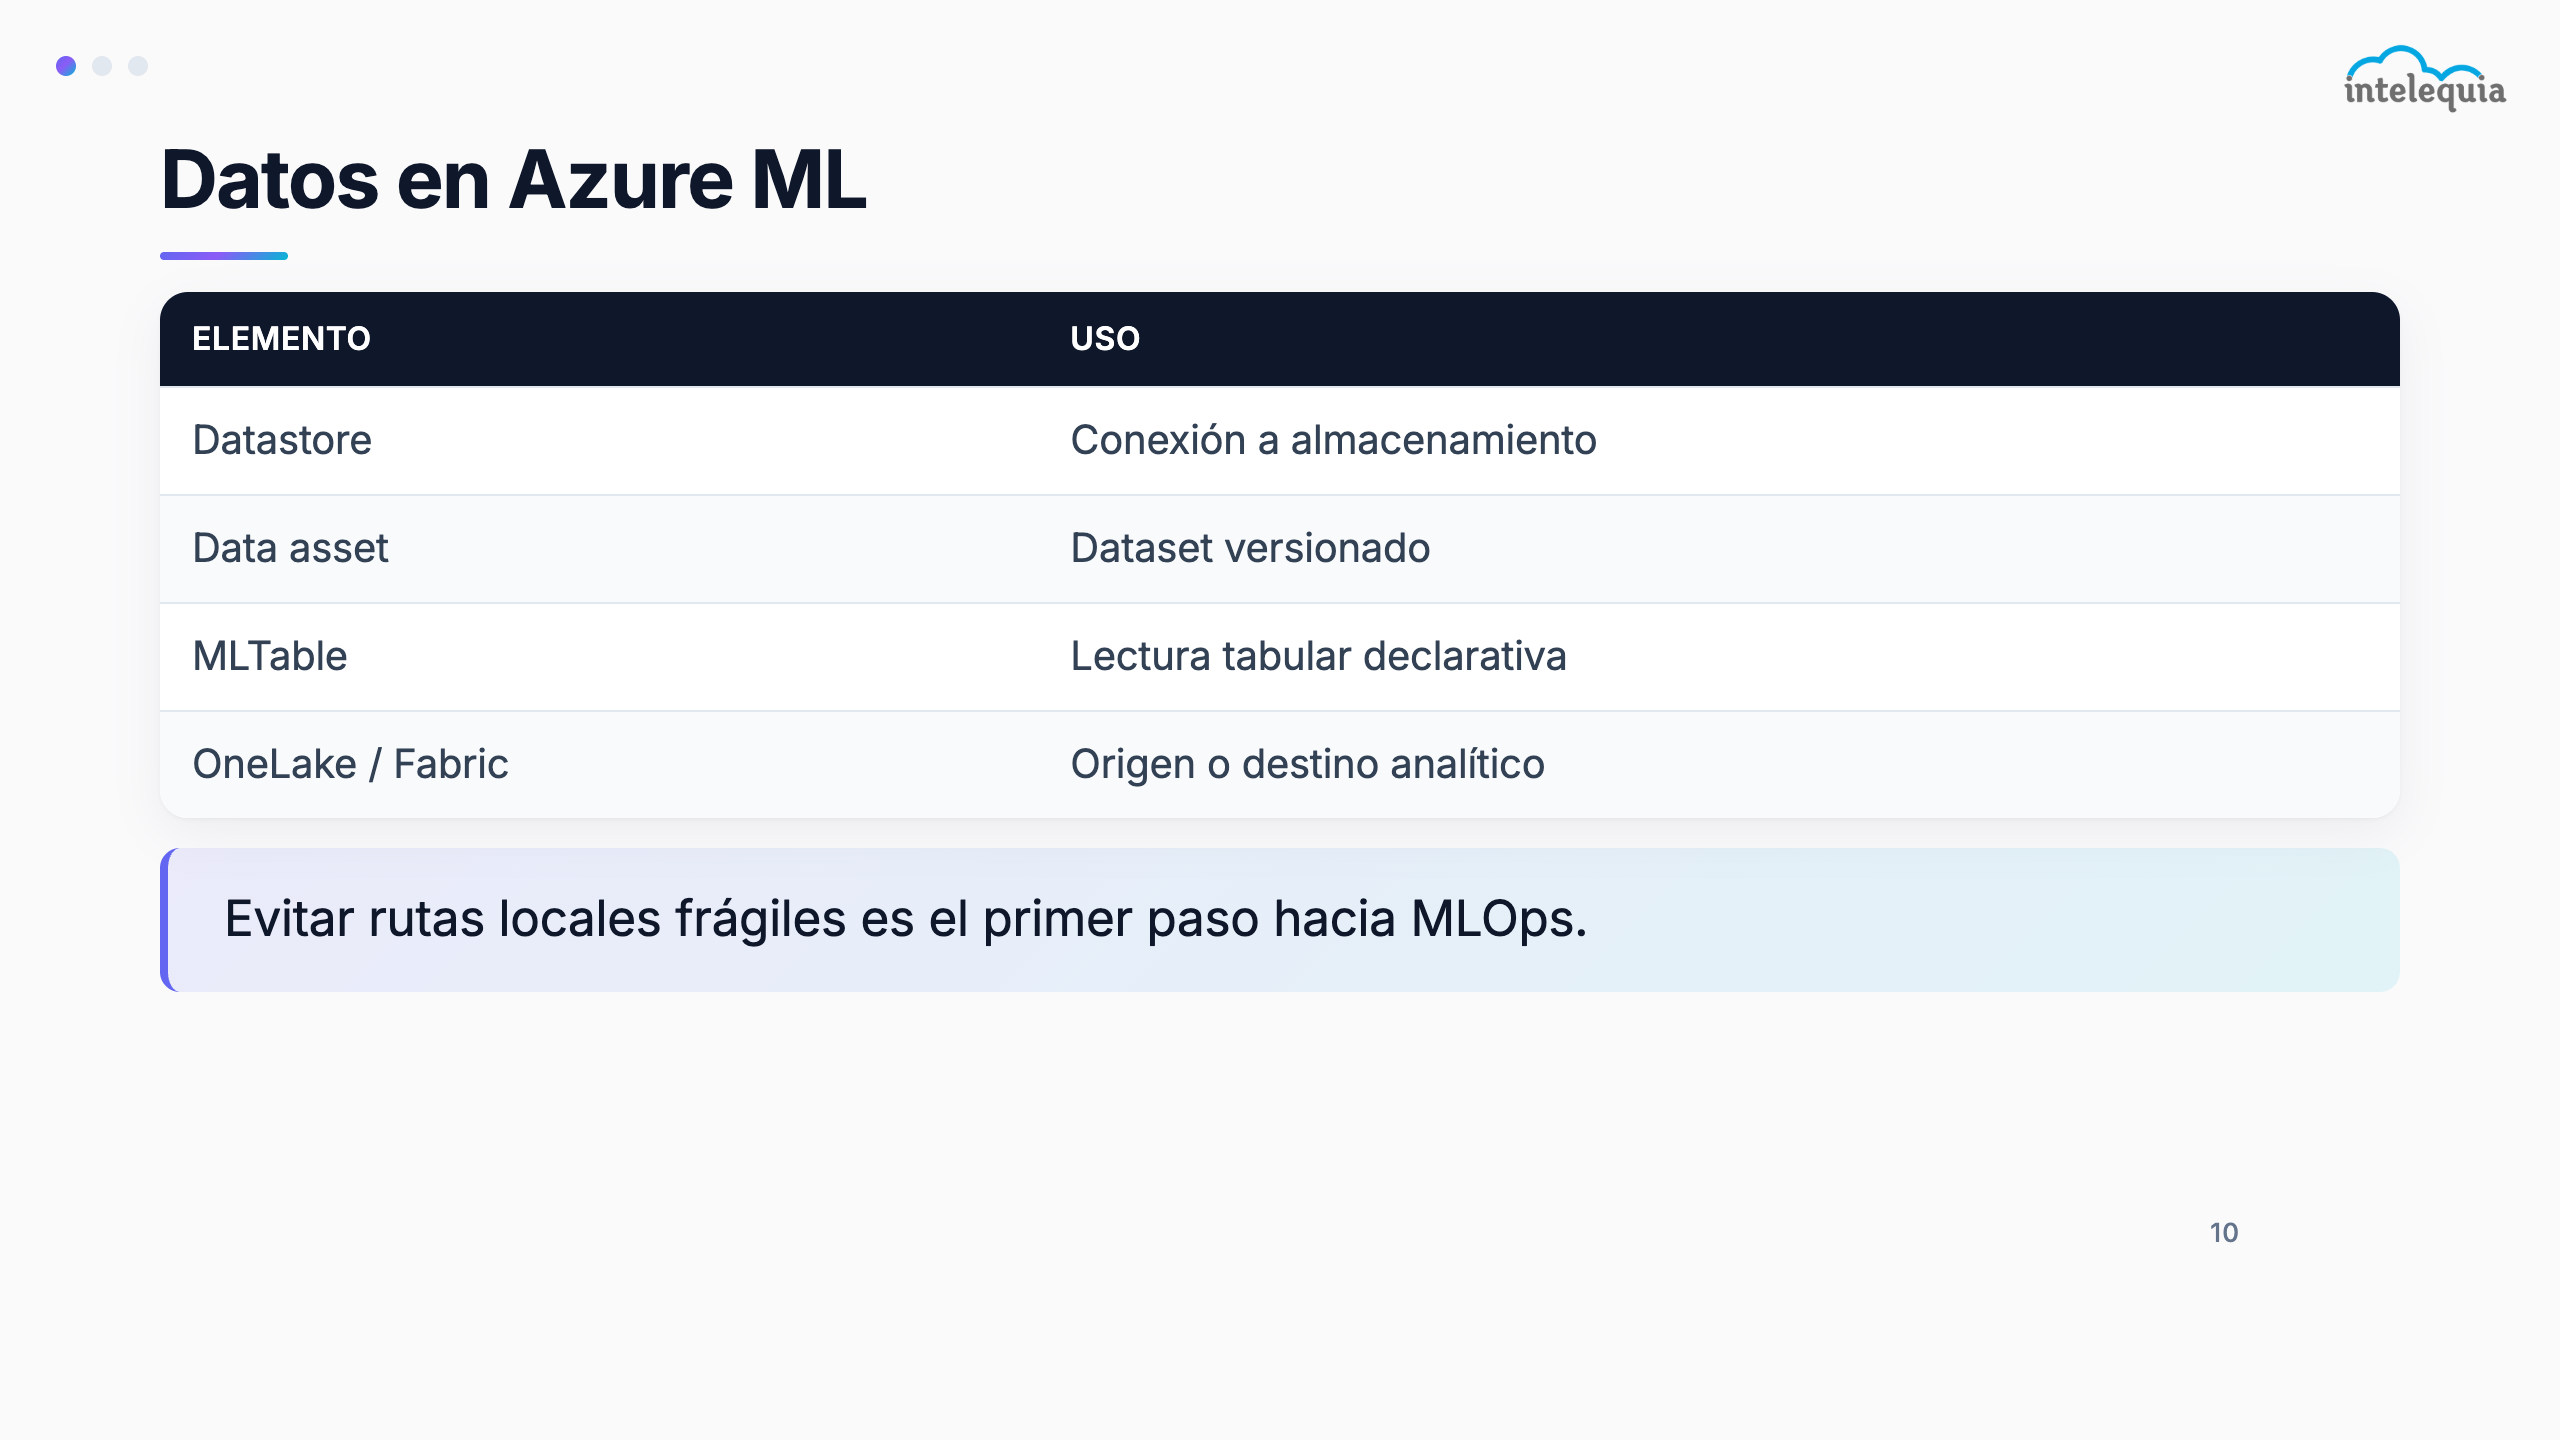 intelequia
Datos en Azure ML
ELEMENTO USO
Datastore Conexión a almacenamiento
Data asset Dataset versionado
MLTable Lectura tabular declarativa
OneLake / Fabric Origen o destino analítico
Evitar rutas locales frágiles es el primer paso hacia MLOps.
10